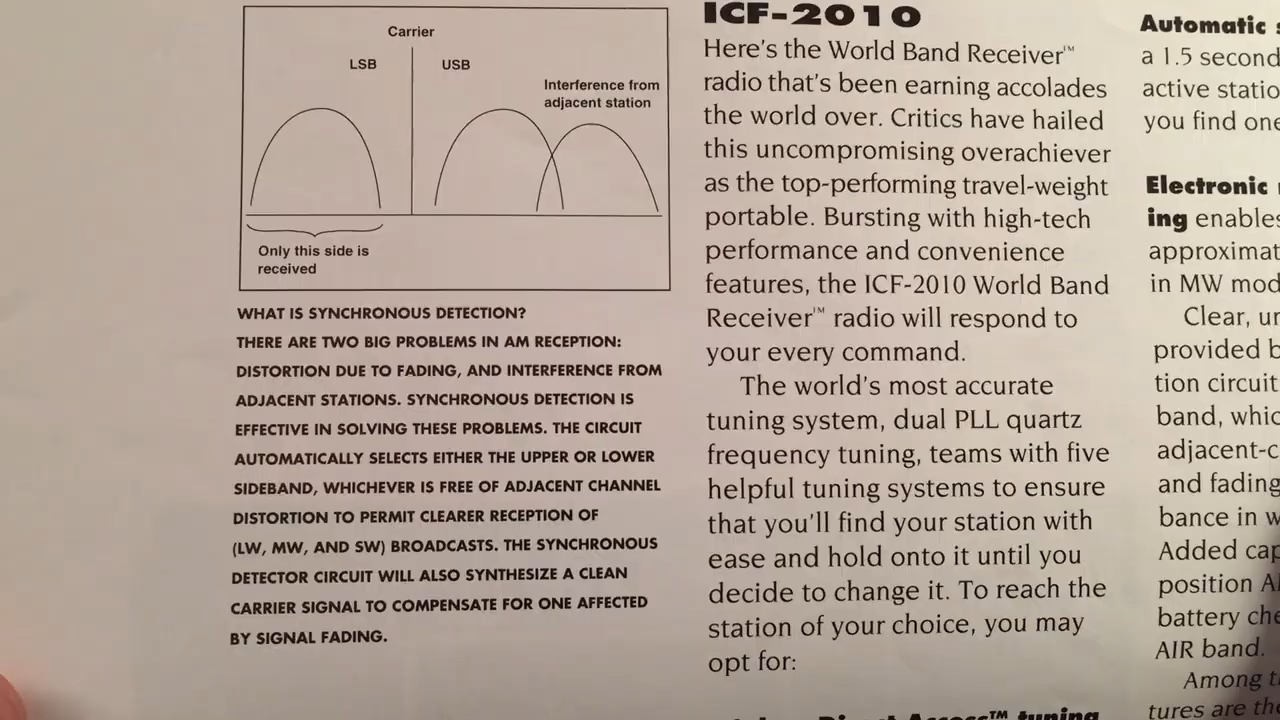 Carrier
LSB
USB
Interference from
adjacent station
Only this side is
received
WHAT IS SYNCHRONOUS DETECTION?
THERE ARE TWO BIG PROBLEMS IN AM RECEPTION:
DISTORTION DUE TO FADING, AND INTERFERENCE FROM
ADJACENT STATIONS. SYNCHRONOUS DETECTION IS
EFFECTIVE IN SOLVING THESE PROBLEMS. THE CIRCUIT
AUTOMATICALLY SELECTS EITHER THE UPPER OR LOWER
SIDEBAND, WHICHEVER IS FREE OF ADJACENT CHANNEL
DISTORTION TO PERMIT CLEARER RECEPTION OF
(LW, MW, AND SW) BROADCASTS. THE SYNCHRONOUS
DETECTOR CIRCUIT WILL ALSO SYNTHESIZE A CLEAN
CARRIER SIGNAL TO COMPENSATE FOR ONE AFFECTED
BY SIGNAL FADING.
ICF-2010
Here's the World Band Receiver™
radio that's been earning accolades
the world over. Critics have hailed
this uncompromising overachiever
as the top-performing travel-weight
portable. Bursting with high-tech
performance and convenience
features, the ICF-2010 World Band
Receiver™ radio will respond to
your every command.
The world's most accurate
tuning system, dual PLL quartz
frequency tuning, teams with five
helpful tuning systems to ensure
that you'll find your station with
ease and hold onto it until you
decide to change it. To reach the
station of your choice, you may
opt for:
Direct Access™ tuning
Automatic
a 1.5 second
active
you find one
Electronic
ing enables
in MW
Clear,
provided
tion circuit
band,
and fading
in
Added
position
battery
AIR band.
Among
tures are